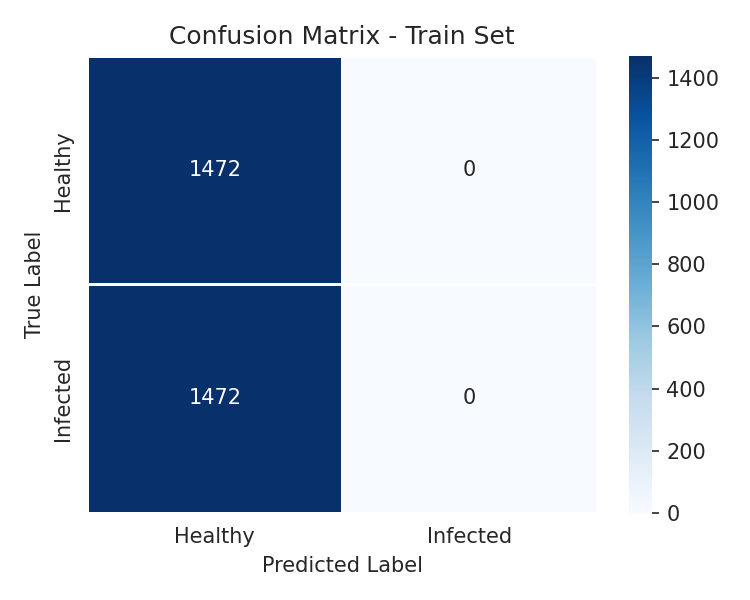 Confusion Matrix - Train Set
True Label
Healthy
1472
0
Infected
1472
0
Healthy
Infected
Predicted Label
1400
1200
1000
800
600
400
200
0